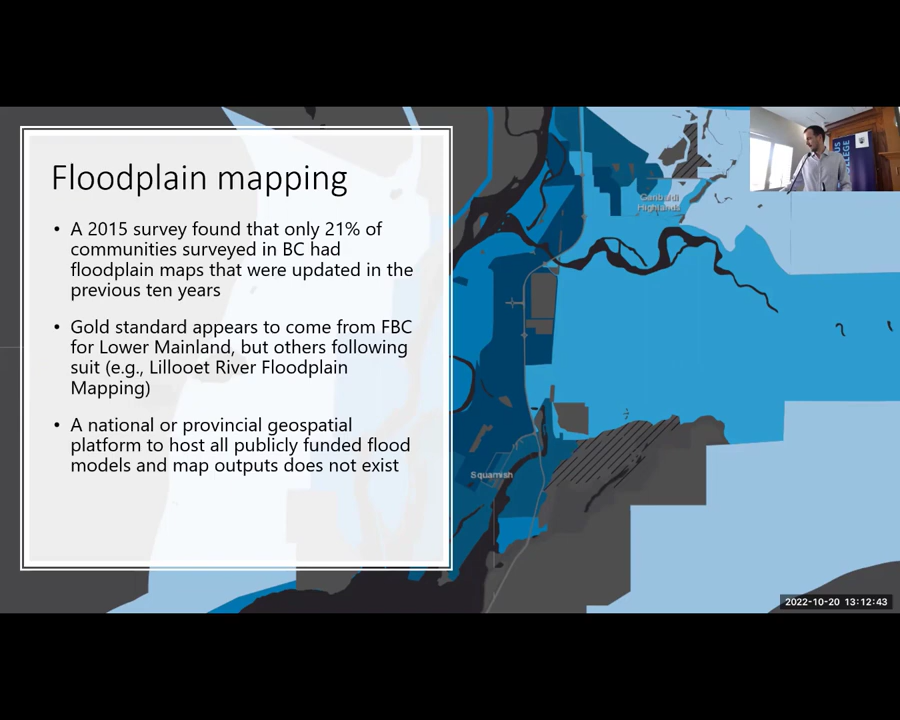 Floodplain mapping
• A 2015 survey found that only 21% of
communities surveyed in BC had
floodplain maps that were updated in the
previous ten years
• Gold standard appears to come from FBC
for Lower Mainland, but others following
suit (e.g., Lillooet River Floodplain
Mapping)
• A national or provincial geospatial
platform to host all publicly funded flood
models and map outputs does not exist
Garibaldi
Highlands
Squamish
US
COLLEGE
2022-10-20 13:12:43